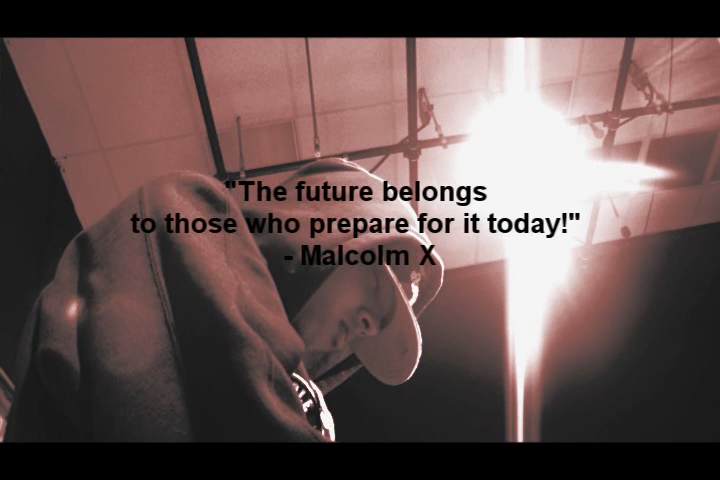 "The future belongs
to those who prepare for it today!"
- Malcolm X